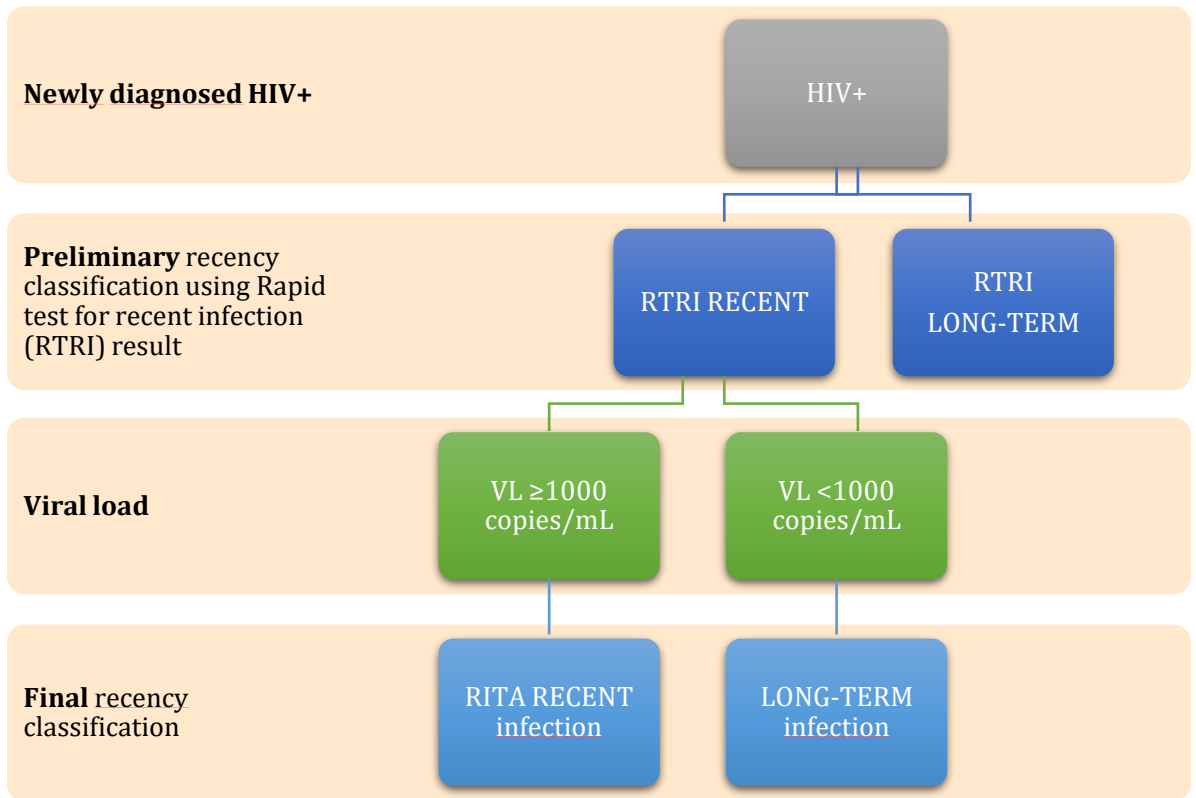 Newly diagnosed HIV+
HIV+
Preliminary recency
classification using Rapid
test for recent infection
(RTRI) result
RTRI RECENT
RTRI
LONG-TERM
Viral load
VL ≥1000
copies/mL
VL <1000
copies/mL
Final recency
classification
RITA RECENT
infection
LONG-TERM
infection